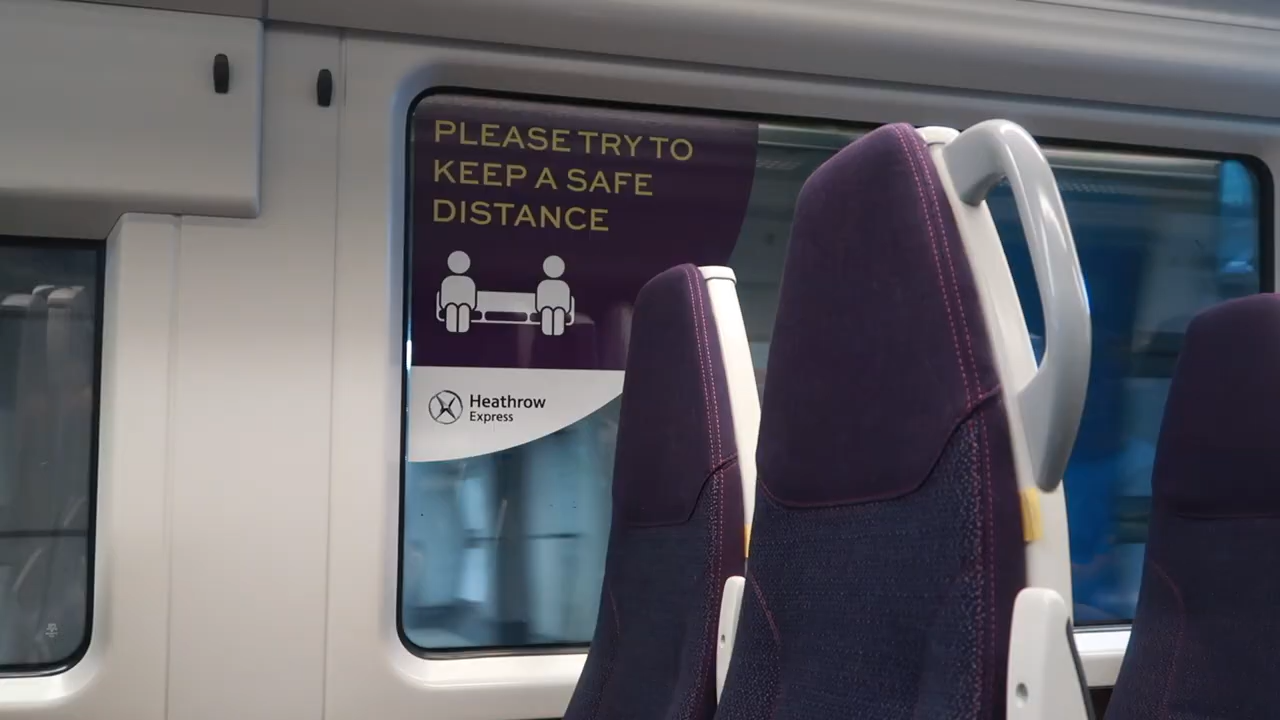 PLEASE TRY TO
KEEP A SAFE
DISTANCE
Heathrow
Express